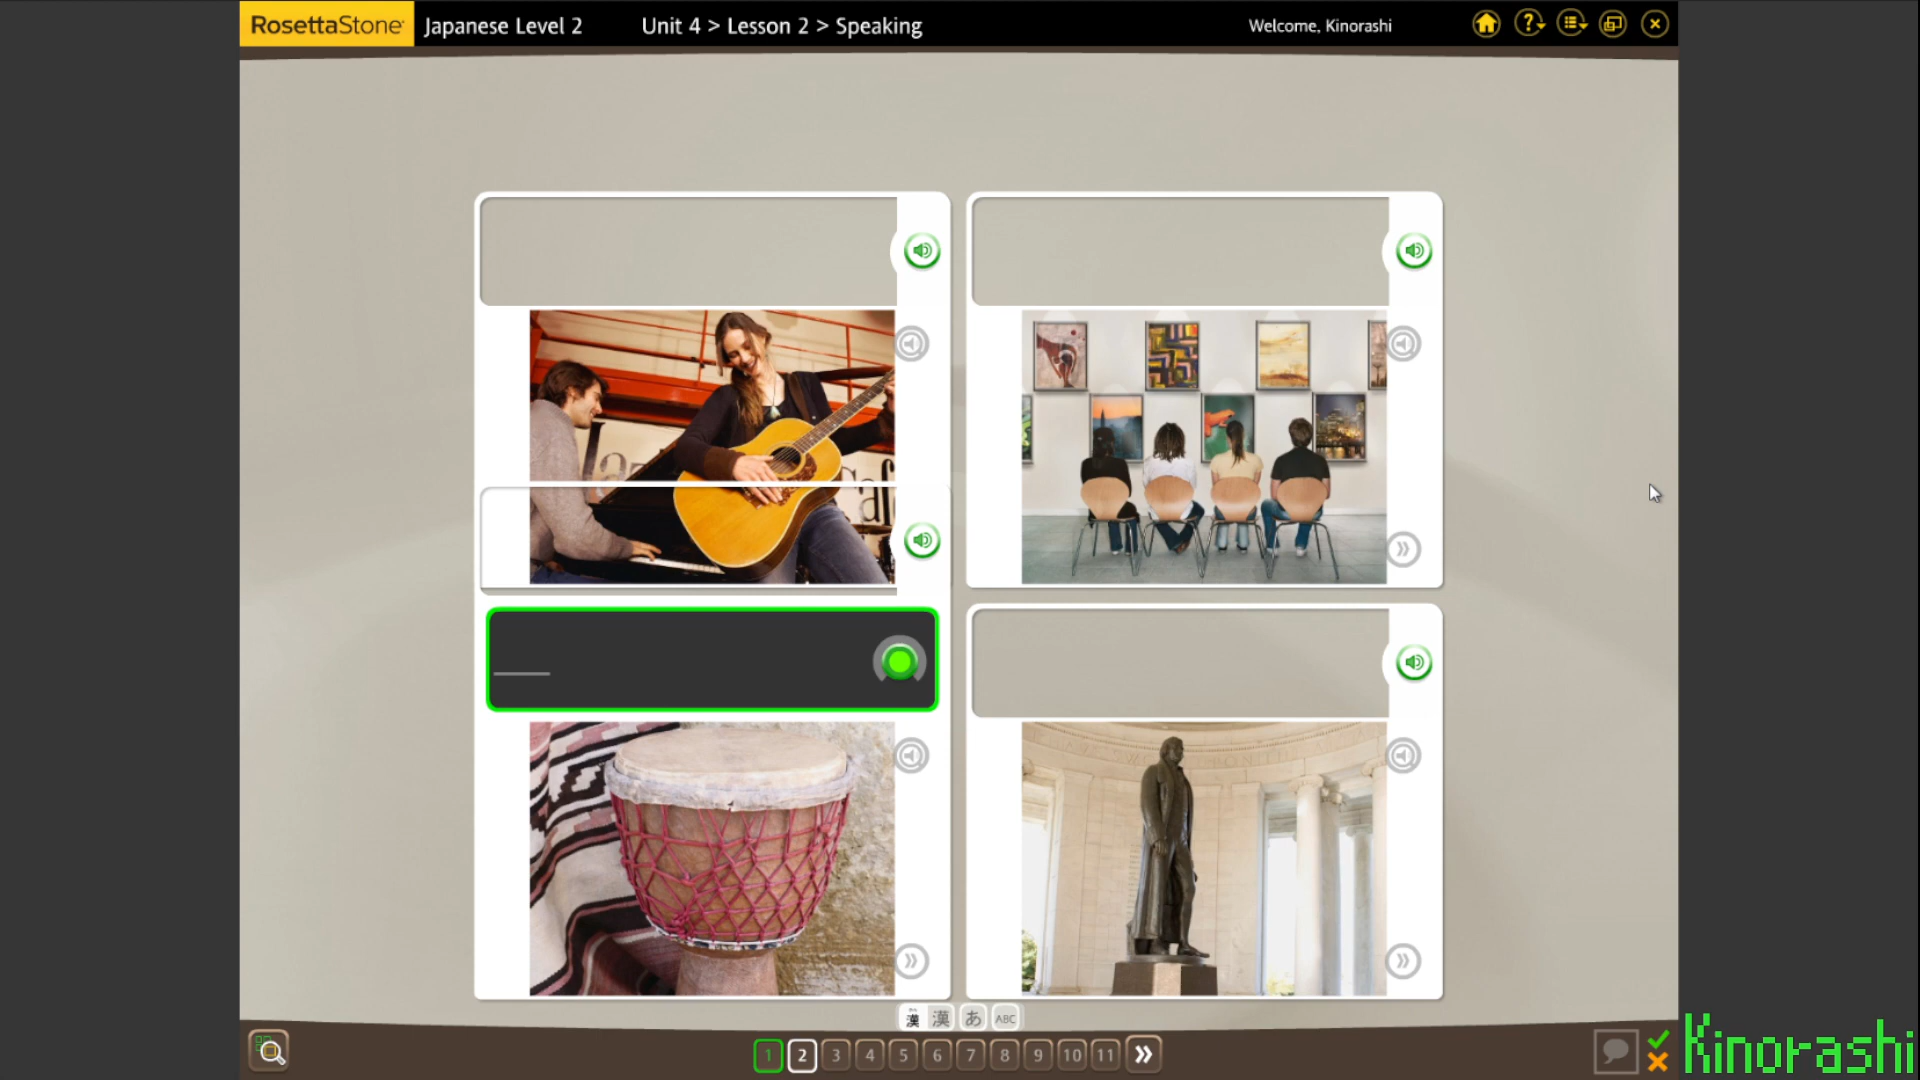 RosettaStone Japanese Level 2 Unit 4 > Lesson 2 > Speaking Welcome, Kinorashi
漢 漢 あ ABC
1 2 3 4 5 6 7 8 9 10 11
Kinorashi